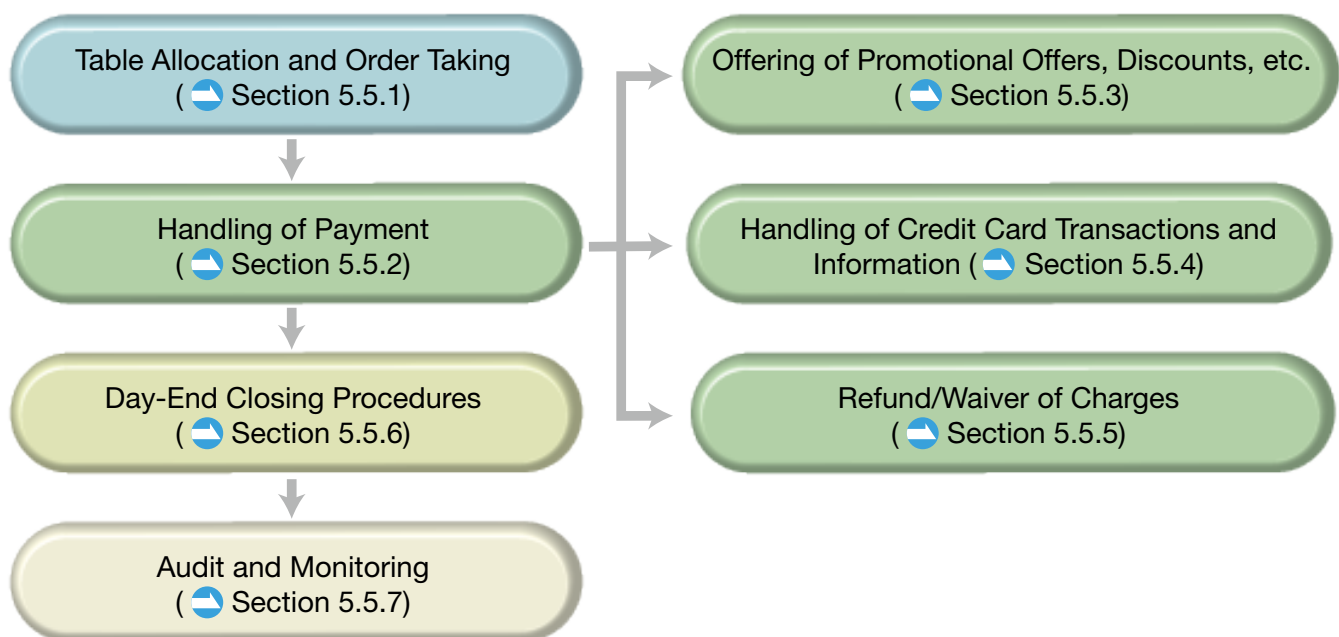 Table Allocation and Order Taking
( Section 5.5.1)
Handling of Payment
( Section 5.5.2)
Day-End Closing Procedures
( Section 5.5.6)
Audit and Monitoring
( Section 5.5.7)
Offering of Promotional Offers, Discounts, etc.
( Section 5.5.3)
Handling of Credit Card Transactions and
Information ( Section 5.5.4)
Refund/Waiver of Charges
( Section 5.5.5)